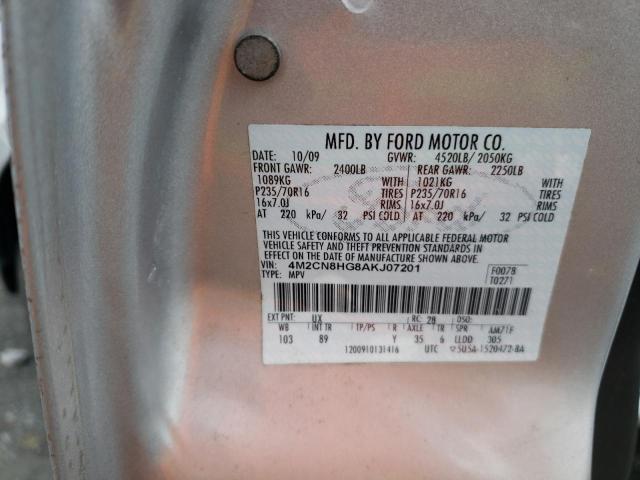 MFD. BY FORD MOTOR CO.
DATE: 10/09 GVWR: 4520LB/ 2050KG
FRONT GAWR: 2400LB REAR GAWR: 2250LB
1089KG WITH 1021KG WITH
P235/70R16 TIRES P235/70R16 TIRES
16x7.0J RIMS 16x7.0J RIMS
AT 220 kPa/ 32 PSI COLD AT 220 kPa/ 32 PSI COLD
THIS VEHICLE CONFORMS TO ALL APPLICABLE FEDERAL MOTOR
VEHICLE SAFETY AND THEFT PREVENTION STANDARDS IN
EFFECT ON THE DATE OF MANUFACTURE SHOWN ABOVE.
VIN: 4M2CN8HG8AKJ07201 F0078
TYPE: MPV T0271
EXT PNT: UX RC: 28 DSO:
WB INT TR TP/PS R AXLE TR SPR
103 89 Y 35 6 LLDD 305
1200910131416 UTC 5U5A-1520472-BA